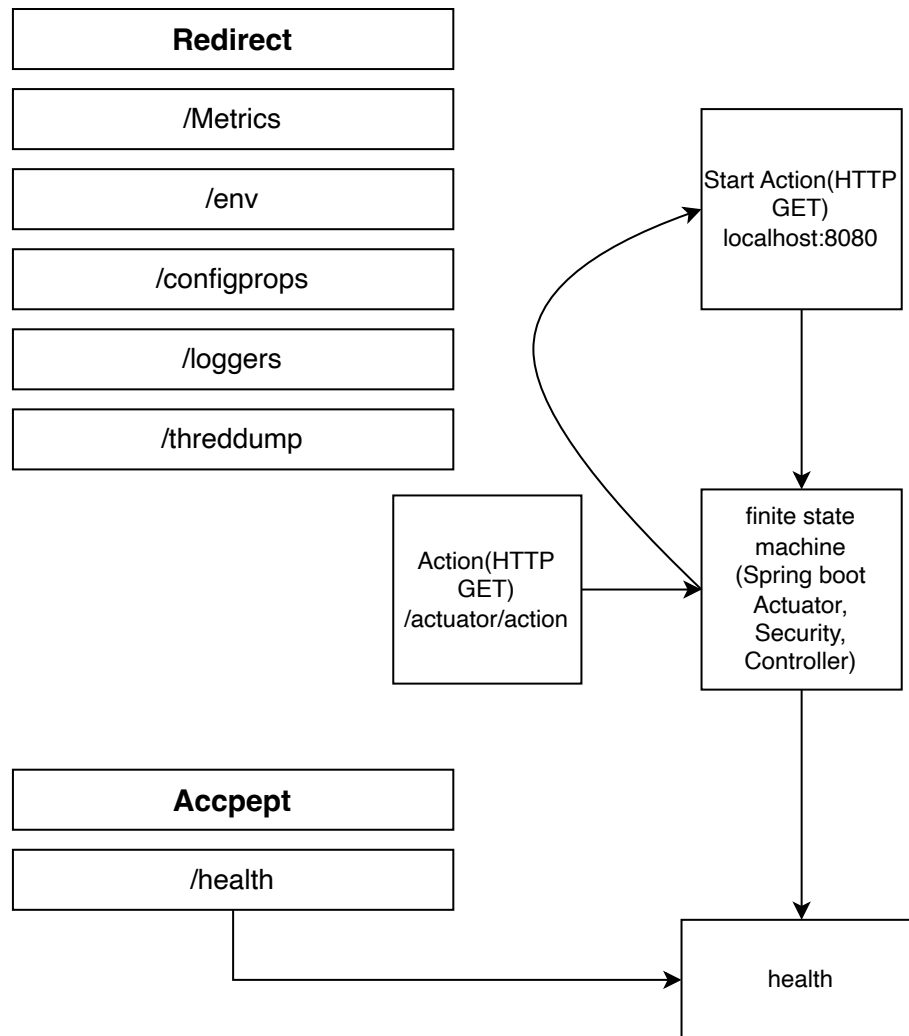 Redirect
/Metrics
/env
/configprops
/loggers
/threddump
Start Action(HTTP
GET)
localhost:8080
Action(HTTP
GET)
/actuator/action
finite state
machine
(Spring boot
Actuator,
Security,
Controller)
Accpept
/health
health